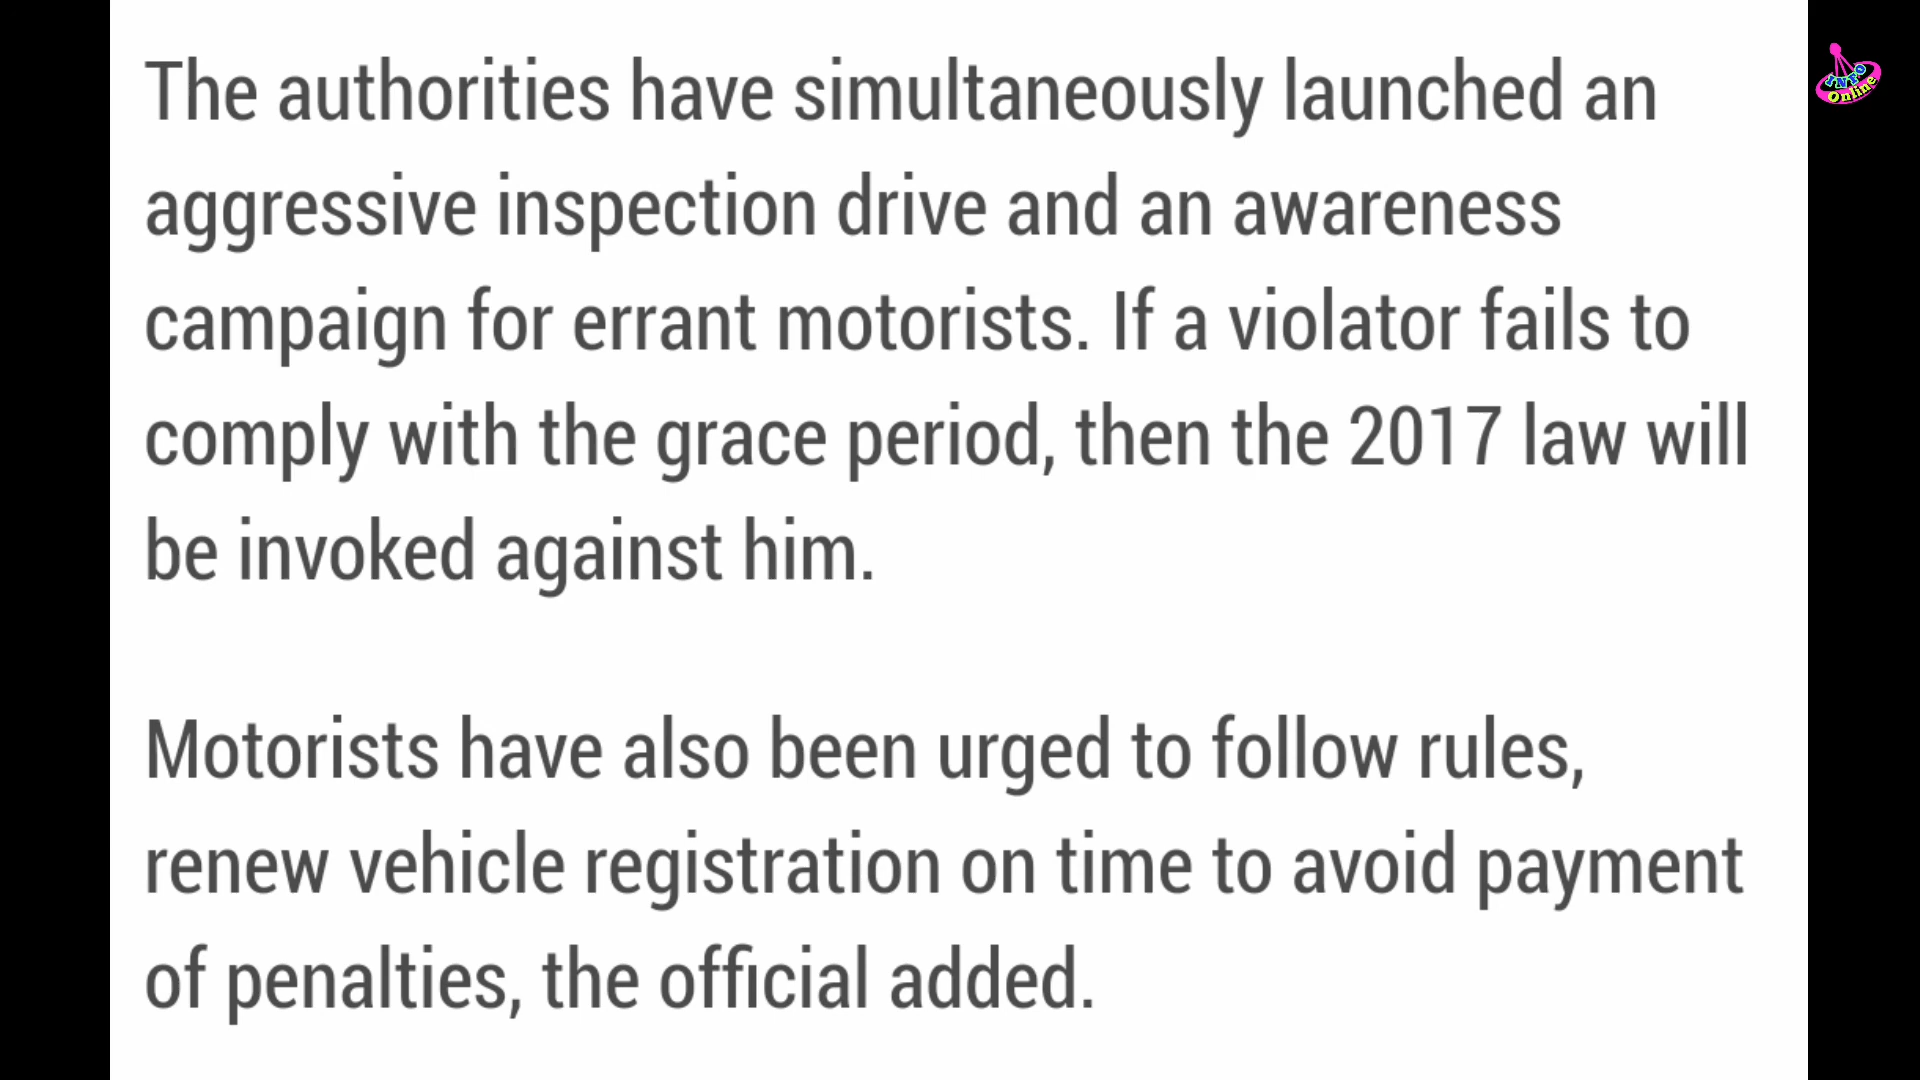 The authorities have simultaneously launched an
aggressive inspection drive and an awareness
campaign for errant motorists. If a violator fails to
comply with the grace period, then the 2017 law will
be invoked against him.
Motorists have also been urged to follow rules,
renew vehicle registration on time to avoid payment
of penalties, the official added.
INFO
Online